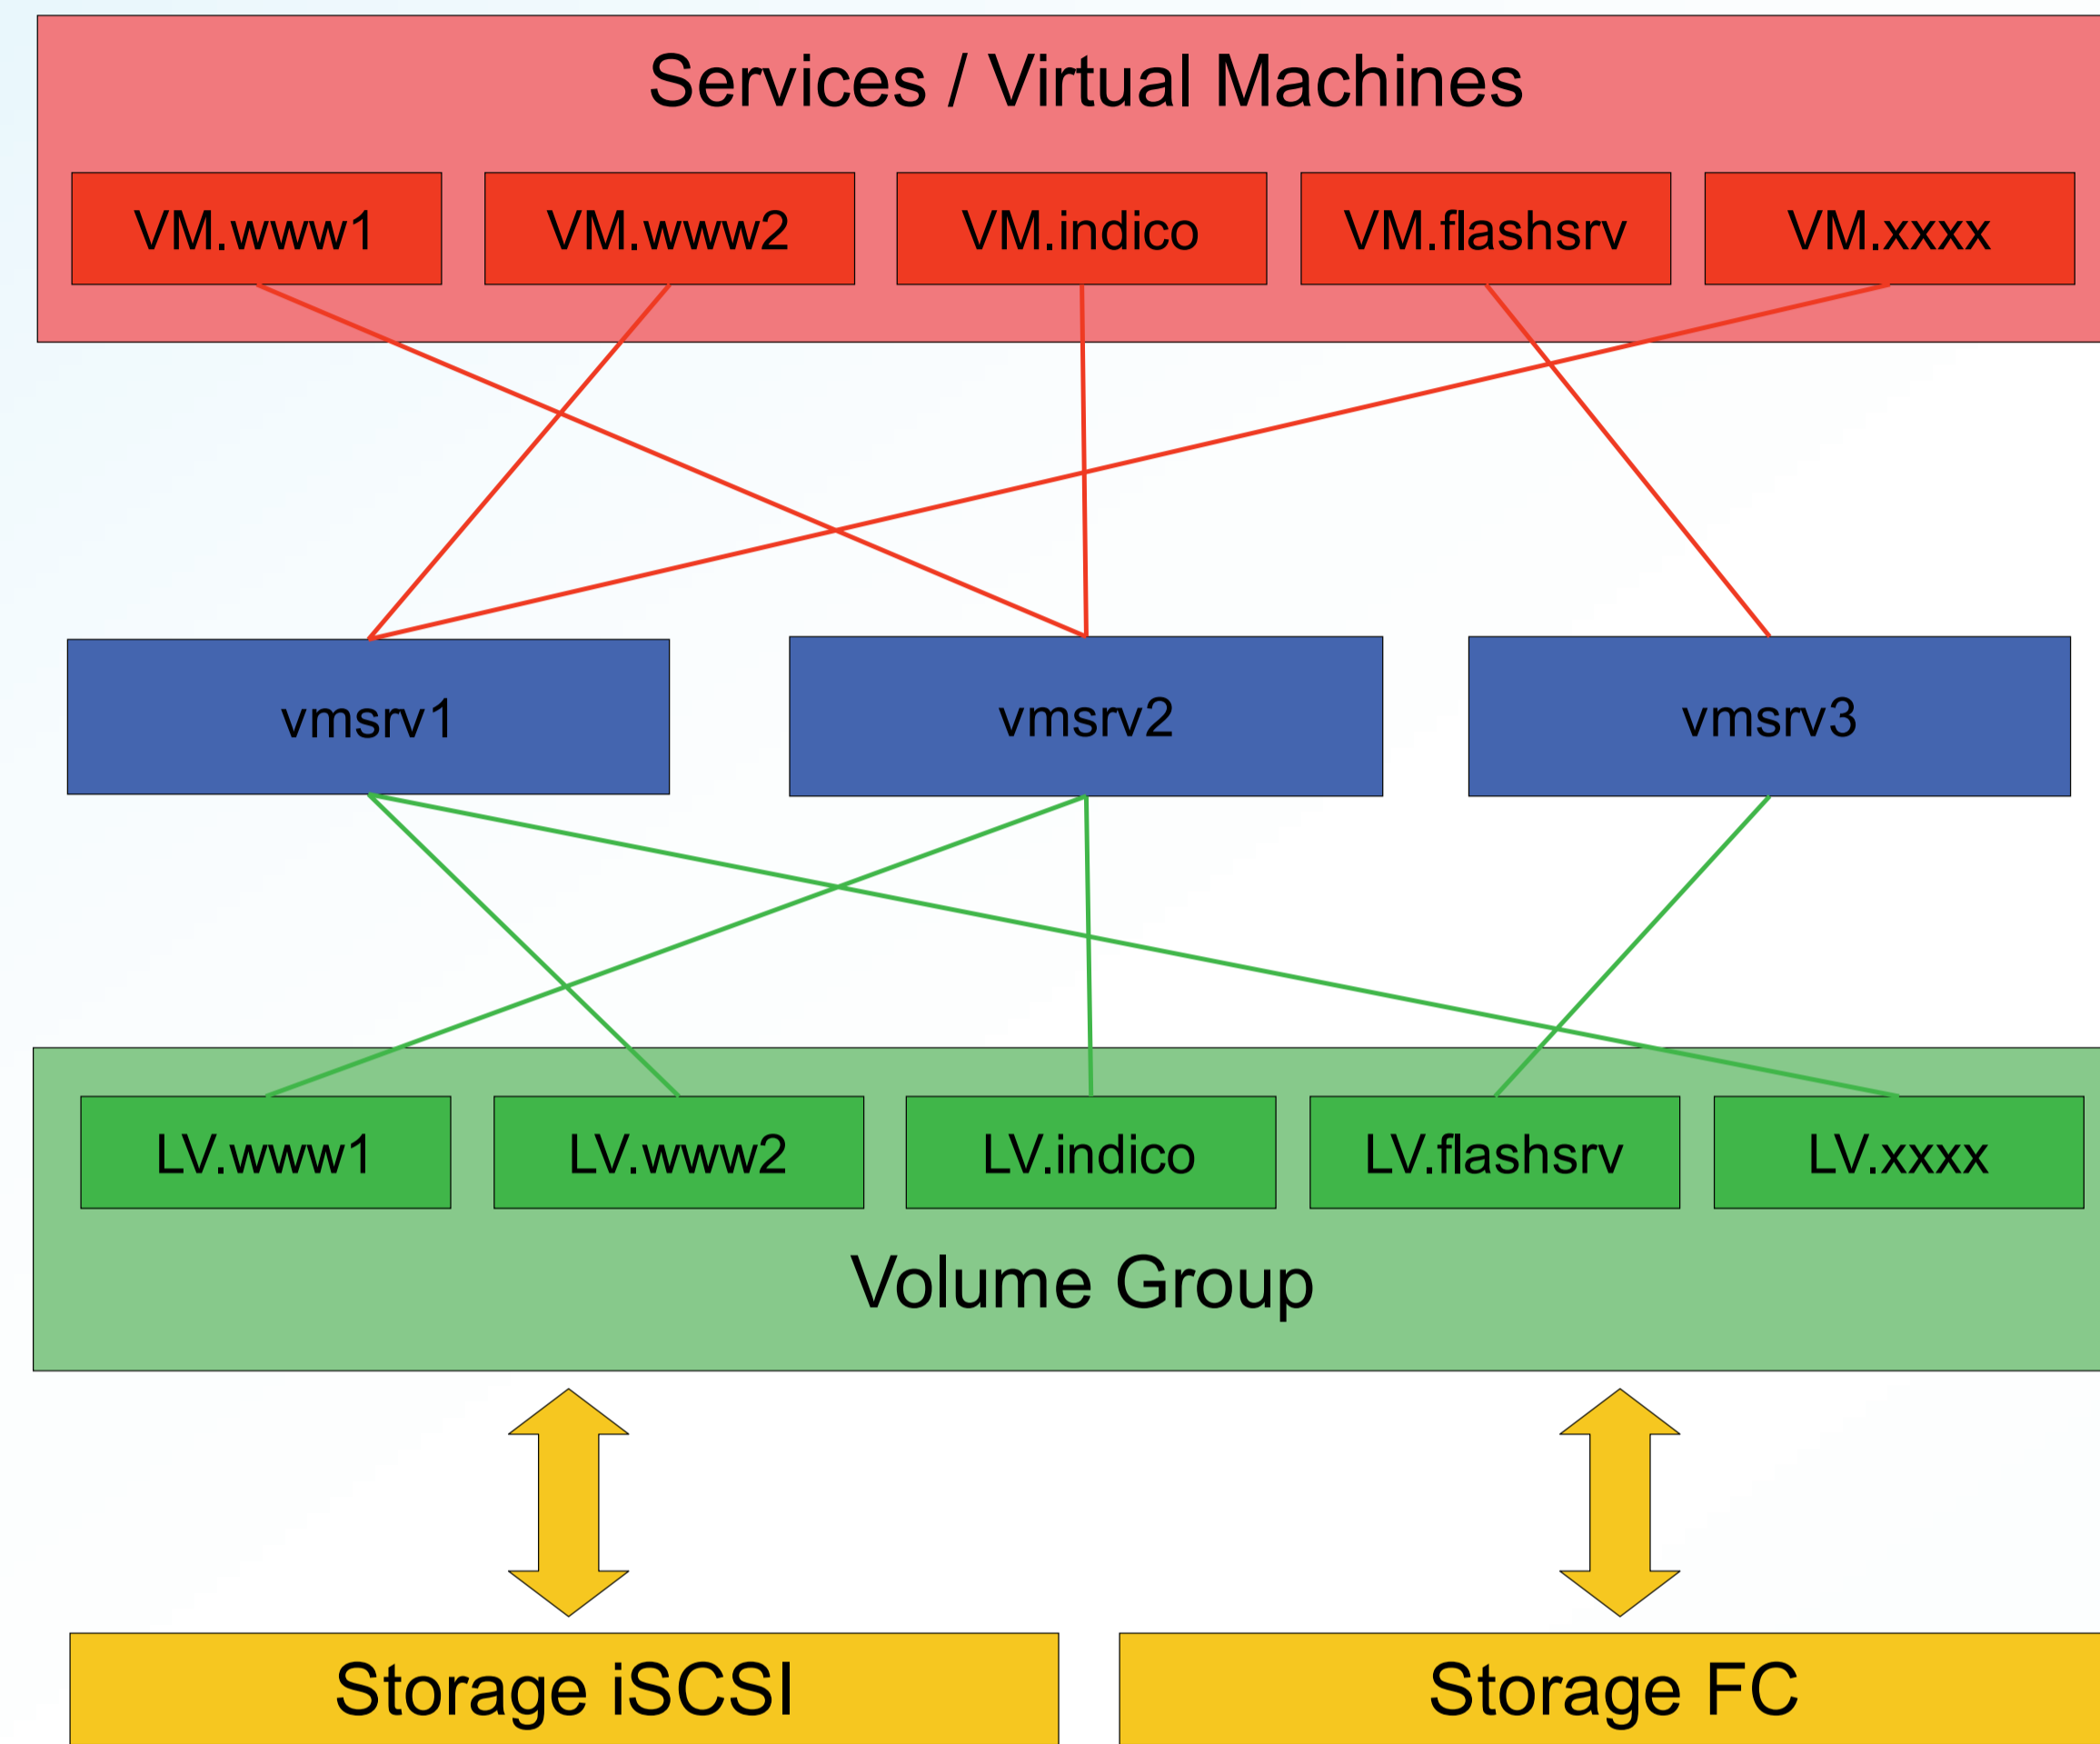 Services / Virtual Machines
VM.www1
VM.www2
VM.indico
VM.flashsrv
VM.xxxx
vmsrv1
vmsrv2
vmsrv3
LV.www1
LV.www2
LV.indico
LV.flashsrv
LV.xxxx
Volume Group
Storage iSCSI
Storage FC